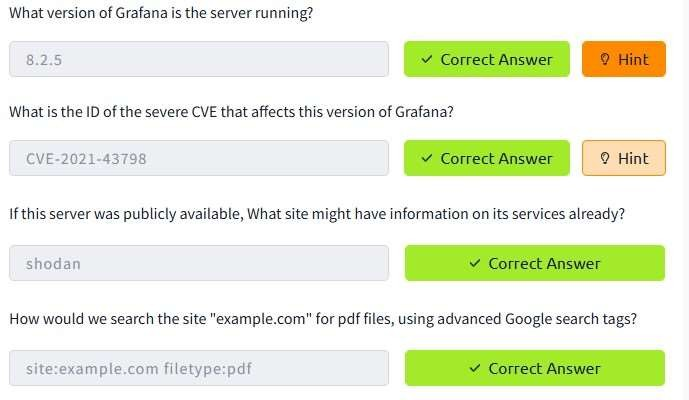 What version of Grafana is the server running?
8.2.5
Correct Answer
Hint
What is the ID of the severe CVE that affects this version of Grafana?
CVE-2021-43798
Correct Answer
Hint
If this server was publicly available, What site might have information on its services already?
shodan
Correct Answer
How would we search the site "example.com" for pdf files, using advanced Google search tags?
site:example.com filetype:pdf
Correct Answer